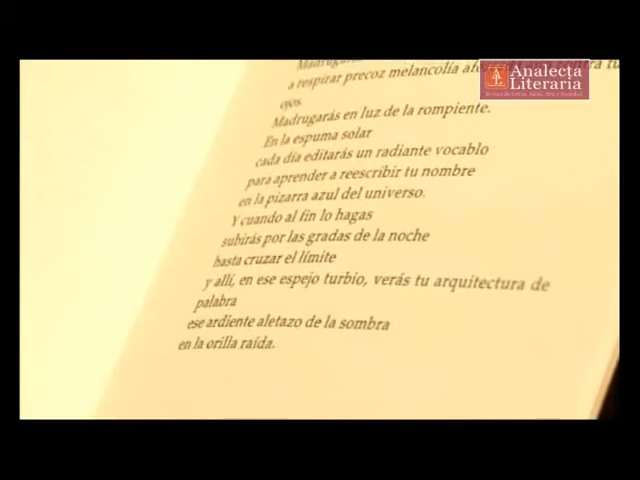 Analecta
Literaria
Madrugarás
a respirar precoz melancolía
ojos.
Madrugarás en luz de la rompiente.
En la espuma solar
cada día editarás un radiante vocablo
para aprender a reescribir tu nombre
en la pizarra azul del universo.
Y cuando al fin lo hagas
subirás por las gradas de la noche
hasta cruzar el límite
y allí, en ese espejo turbio, verás tu arquitectura de
palabra
ese ardiente aletazo de la sombra
en la orilla raída.